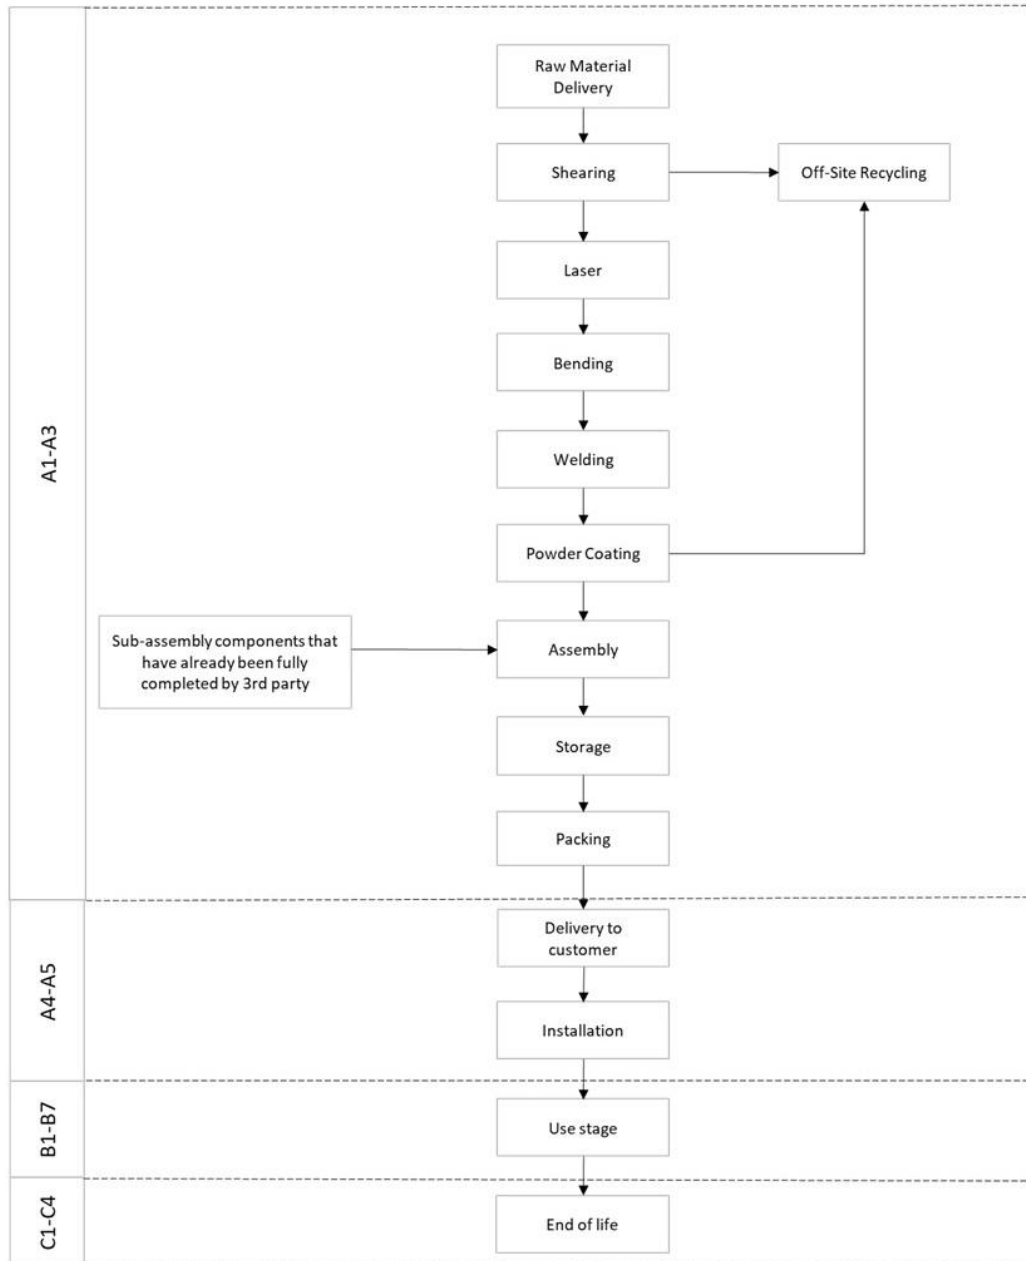 Raw Material
Delivery
Shearing
Off-Site Recycling
Laser
Bending
A1-A3
Welding
Powder Coating
Sub-assembly components that
have already been fully
completed by 3rd party
Assembly
Storage
Packing
A4-A5
Delivery to
customer
Installation
B1-B7
Use stage
C1-C4
End of life